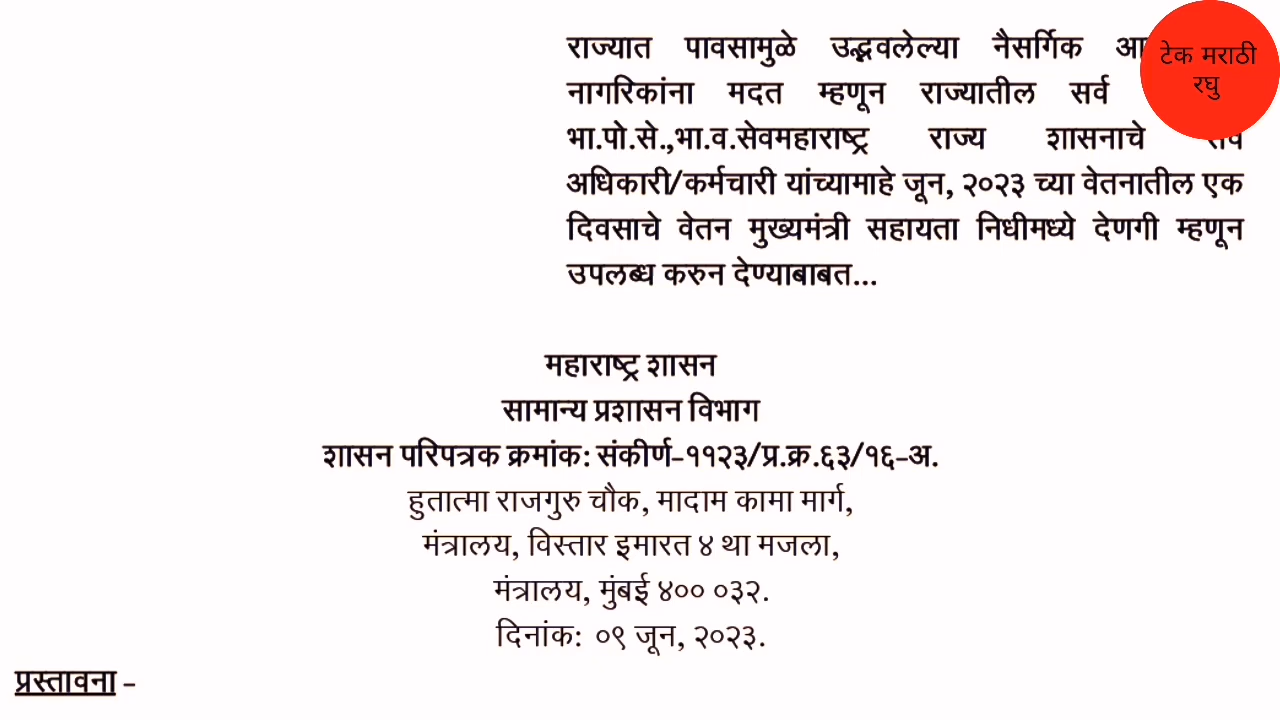 राज्यात पावसामुळे उद्भवलेल्या नैसर्गिक
नागरिकांना मदत म्हणून राज्यातील सर्व
भा.पो.से.,भा.व.सेवमहाराष्ट्र राज्य शासनाचे सर्व
अधिकारी/कर्मचारी यांच्यामाहे जून, २०२३ च्या वेतनातील एक
दिवसाचे वेतन मुख्यमंत्री सहायता निधीमध्ये देणगी म्हणून
उपलब्ध करुन देण्याबाबत...
टेक मराठी
रघु
महाराष्ट्र शासन
सामान्य प्रशासन विभाग
शासन परिपत्रक क्रमांक: संकीर्ण-११२३/प्र.क्र.६३/१६-अ.
हुतात्मा राजगुरु चौक, मादाम कामा मार्ग,
मंत्रालय, विस्तार इमारत ४ था मजला,
मंत्रालय, मुंबई ४०० ०३२.
दिनांक: ०९ जून, २०२३.
प्रस्तावना -